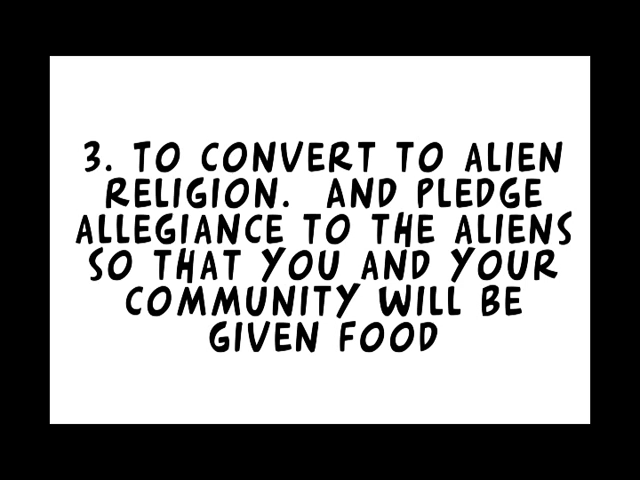 3. TO CONVERT TO ALIEN
RELIGION.  AND PLEDGE
ALLEGIANCE TO THE ALIENS
SO THAT YOU AND YOUR
COMMUNITY WILL BE
GIVEN FOOD